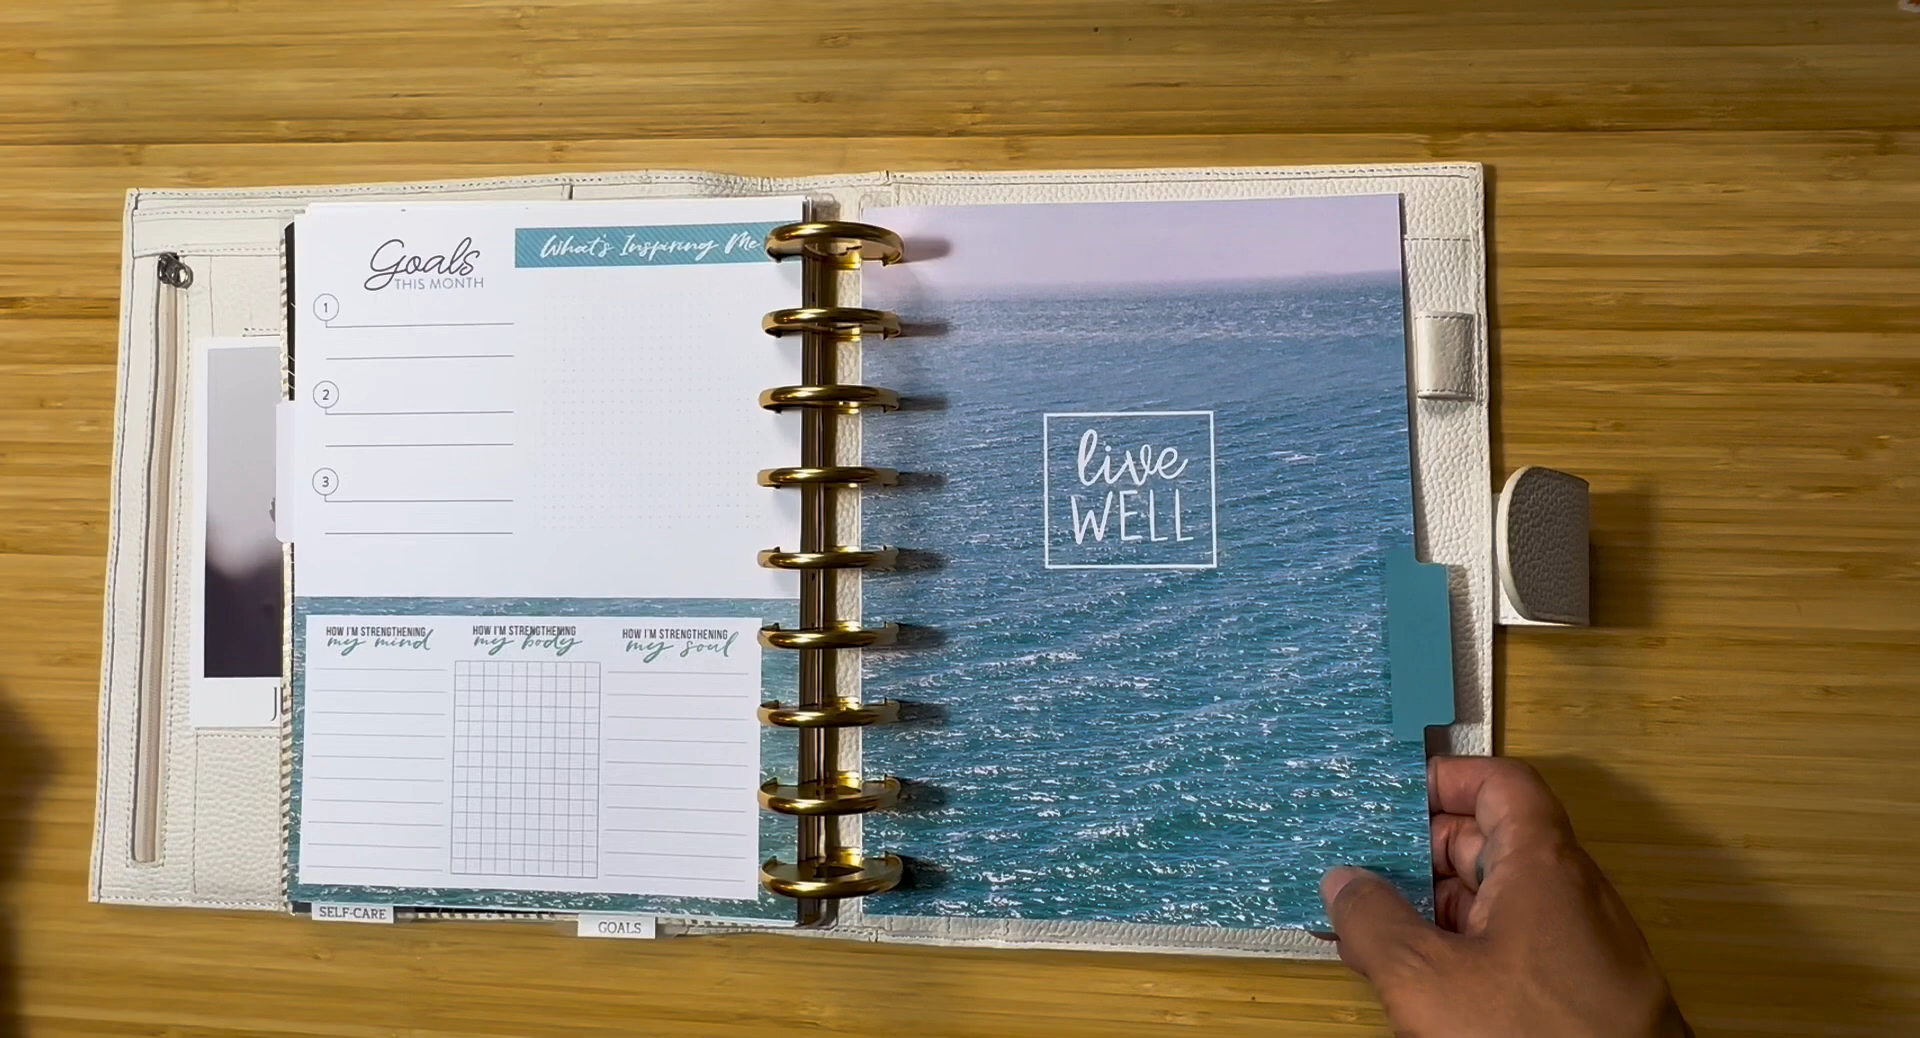 Goals
THIS MONTH
What's Inspiring Me
1
2
3
HOW I'M STRENGTHENING
my mind
HOW I'M STRENGTHENING
my body
HOW I'M STRENGTHENING
my soul
SELF-CARE
GOALS
live
WELL